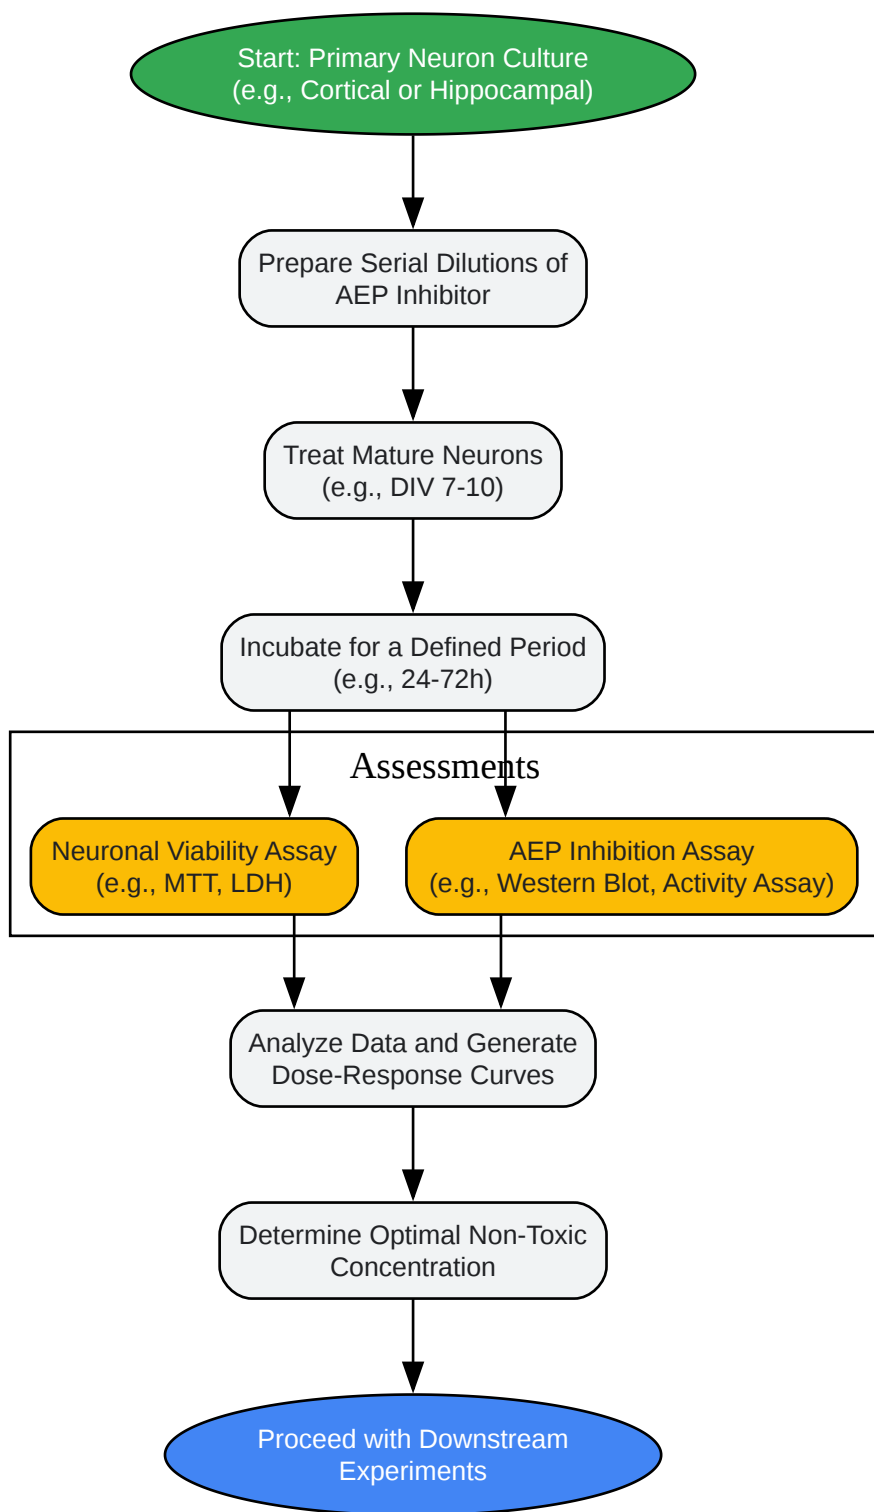 Start: Primary Neuron Culture
(e.g., Cortical or Hippocampal)
Prepare Serial Dilutions of
AEP Inhibitor
Treat Mature Neurons
(e.g., DIV 7-10)
Incubate for a Defined Period
(e.g., 24-72h)
Assessments
Neuronal Viability Assay
(e.g., MTT, LDH)
AEP Inhibition Assay
(e.g., Western Blot, Activity Assay)
Analyze Data and Generate
Dose-Response Curves
Determine Optimal Non-Toxic
Concentration
Proceed with Downstream
Experiments